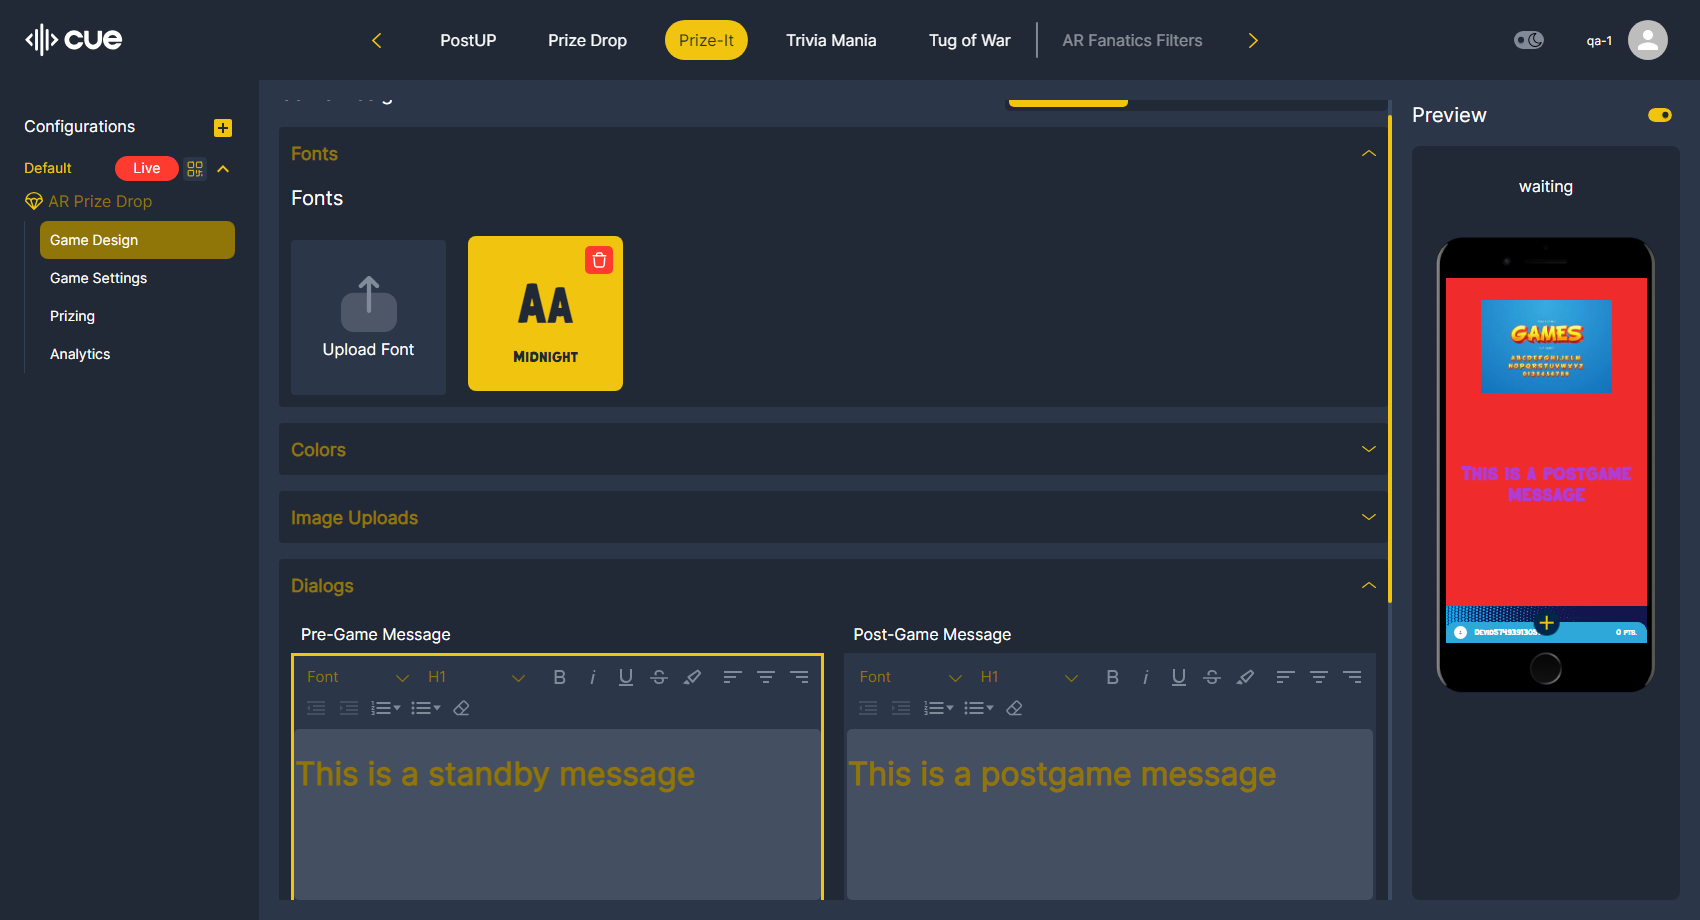 cue
PostUP
Prize Drop
Prize-It
Trivia Mania
Tug of War
AR Fanatics Filters
qa-1
Configurations
Default
Live
AR Prize Drop
Game Design
Game Settings
Prizing
Analytics
Fonts
Fonts
Upload Font
Aa
Midnight
Colors
Image Uploads
Dialogs
Pre-Game Message
Font
H1
This is a standby message
Post-Game Message
Font
H1
This is a postgame message
Preview
waiting
GAMES
ABCDEFGHIJKLM
NOPQRSTUVWXYZ
This is a postgame
message
0 pts.